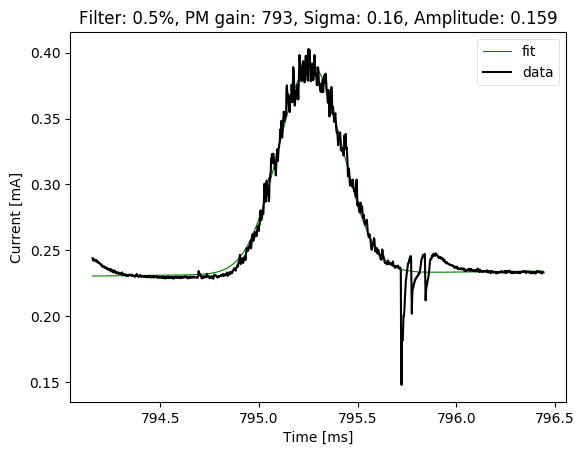 Filter: 0.5%, PM gain: 793, Sigma: 0.16, Amplitude: 0.159
fit
data
0.40
0.35
0.30
0.25
0.20
0.15
Current [mA]
794.5
795.0
795.5
796.0
796.5
Time [ms]